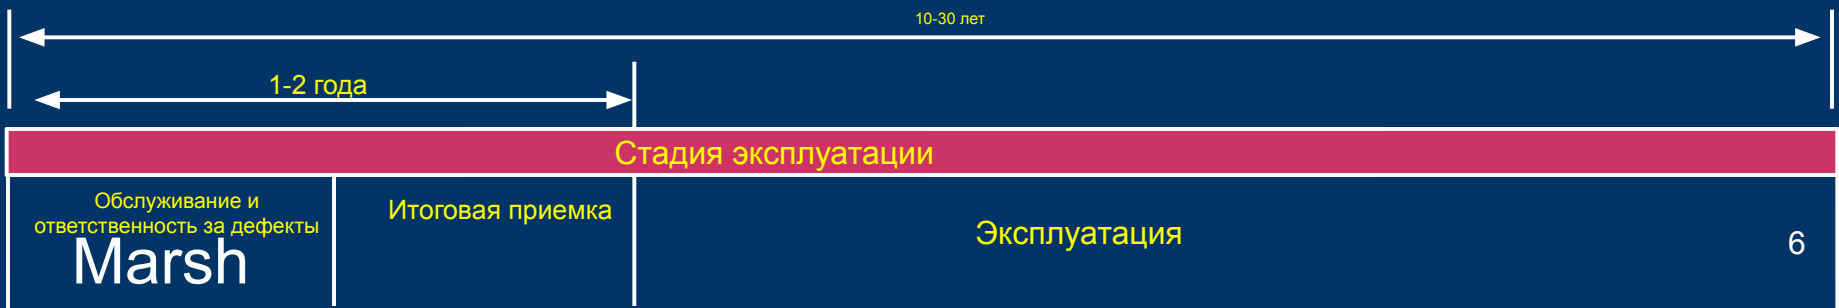 10-30 лет
1-2 года
Стадия эксплуатации
Обслуживание и
ответственность за дефекты
Итоговая приемка
Эксплуатация
Marsh
6